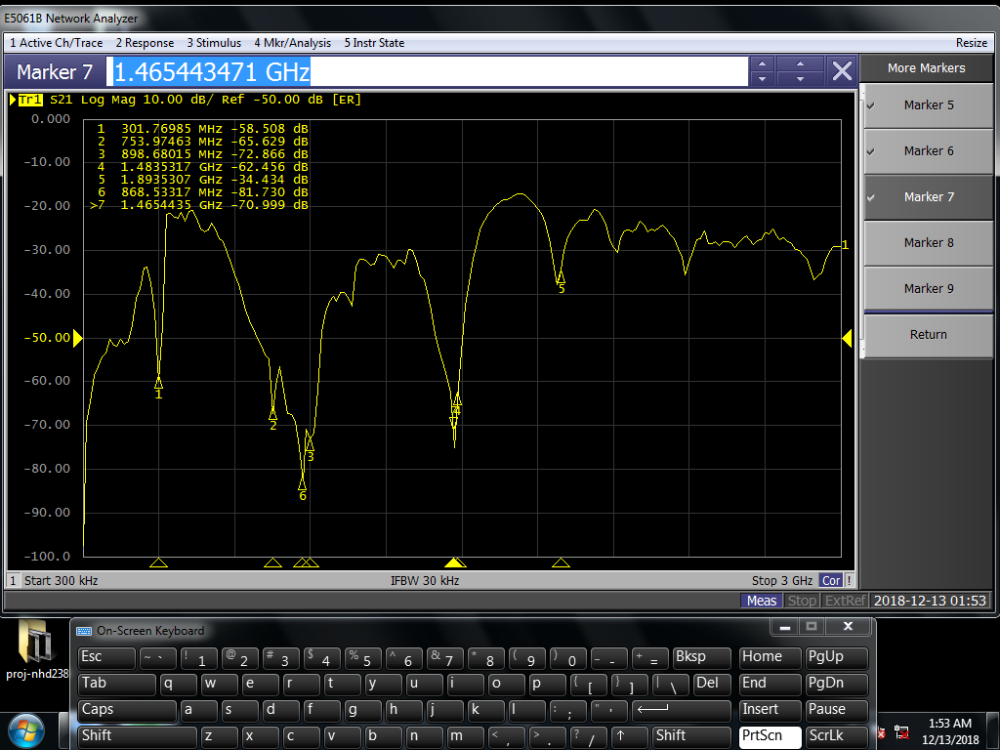 E5061B Network Analyzer
1 Active Ch/Trace 2 Response 3 Stimulus 4 Mkr/Analysis 5 Instr State Resize
Marker 7 1.465443471 GHz
More Markers
Tr1 S21 Log Mag 10.00 dB/ Ref -50.00 dB [ER]
Marker 5
Marker 6
Marker 7
Marker 8
Marker 9
Return
0.000
-10.00
-20.00
-30.00
-40.00
-50.00
-60.00
-70.00
-80.00
-90.00
-100.0
1 301.76985 MHz -58.508 dB
2 753.97463 MHz -65.629 dB
3 898.68015 MHz -72.866 dB
4 1.4835317 GHz -62.456 dB
5 1.8935307 GHz -34.434 dB
6 868.53317 MHz -81.730 dB
>7 1.4654435 GHz -70.999 dB
1
1
2
3
6
4
5
1 Start 300 kHz IFBW 30 kHz Stop 3 GHz Cor !
Meas Stop ExtRef 2018-12-13 01:53
proj-nhd238
On-Screen Keyboard
Esc ~ ` ! 1 @ 2 # 3 $ 4 % 5 ^ 6 & 7 * 8 ( 9 ) 0 _ - + = Bksp Home PgUp
Tab q w e r t y u i o p { [ } ] | \ Del End PgDn
Caps a s d f g h j k l : ; " ' Insert Pause
Shift z x c v b n m < , > . ? / ↑ Shift PrtScn ScrLk
1:53 AM
12/13/2018